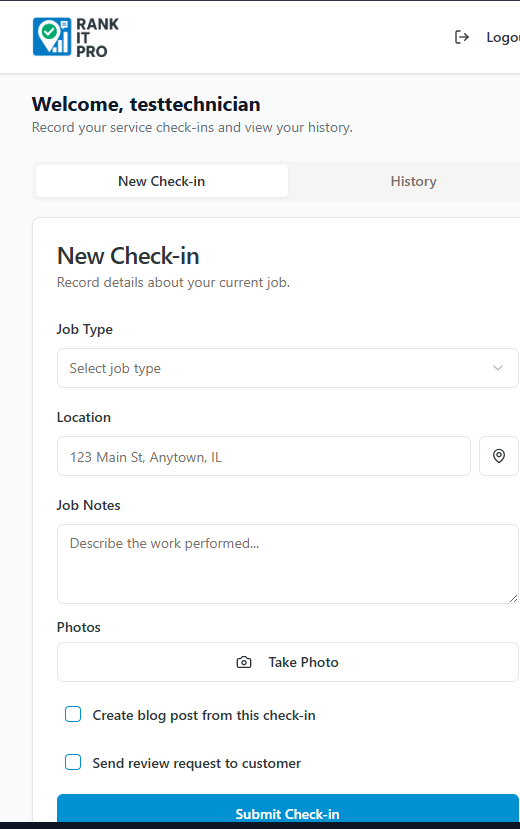 RANK
IT
PRO
Logou
Welcome, testtechnician
Record your service check-ins and view your history.
New Check-in
History
New Check-in
Record details about your current job.
Job Type
Select job type
Location
123 Main St, Anytown, IL
Job Notes
Describe the work performed...
Photos
Take Photo
Create blog post from this check-in
Send review request to customer
Submit Check-in